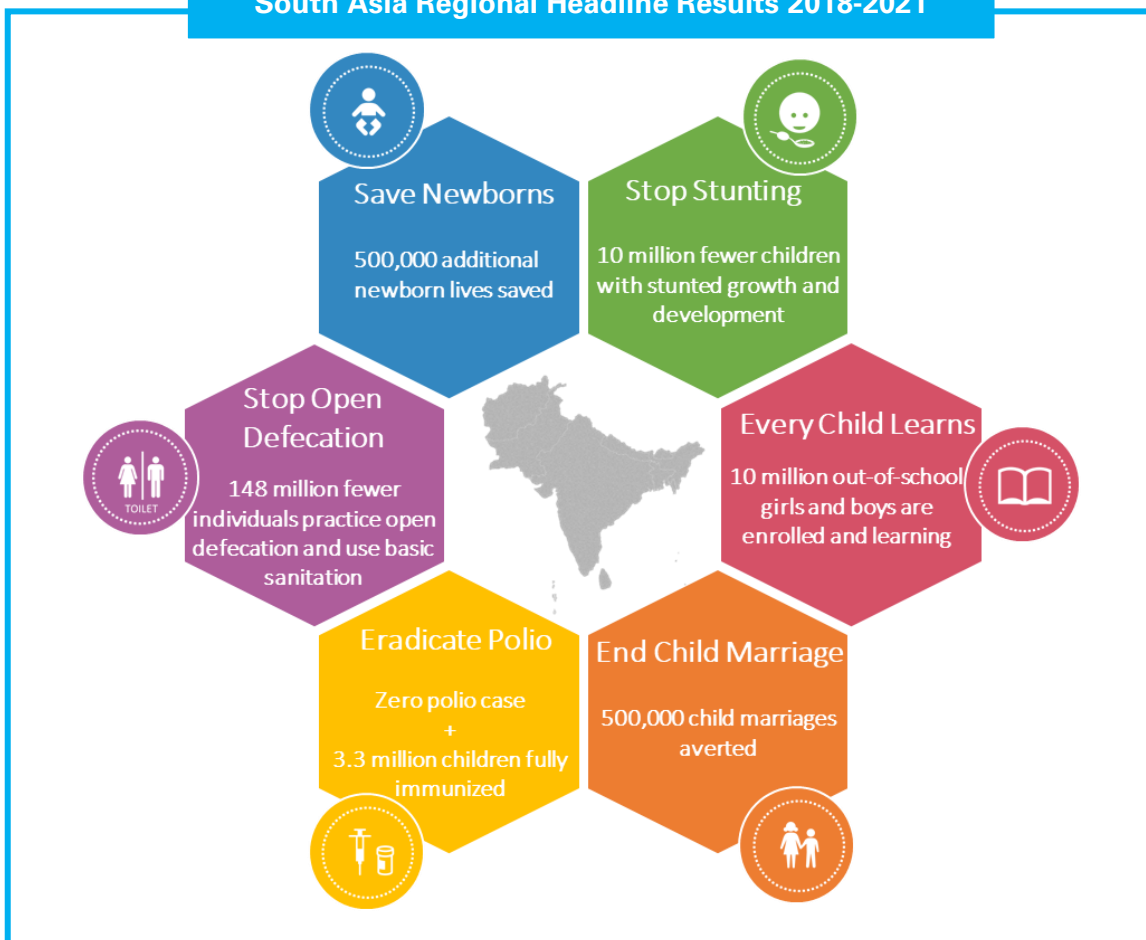 South Asia Regional Headline Results 2018-2021
Save Newborns
500,000 additional
newborn lives saved
Stop Stunting
10 million fewer children
with stunted growth and
development
Stop Open
Defecation
148 million fewer
individuals practice open
defecation and use basic
sanitation
TOILET
Every Child Learns
10 million out-of-school
girls and boys are
enrolled and learning
Eradicate Polio
Zero polio case
+
3.3 million children fully
immunized
End Child Marriage
500,000 child marriages
averted